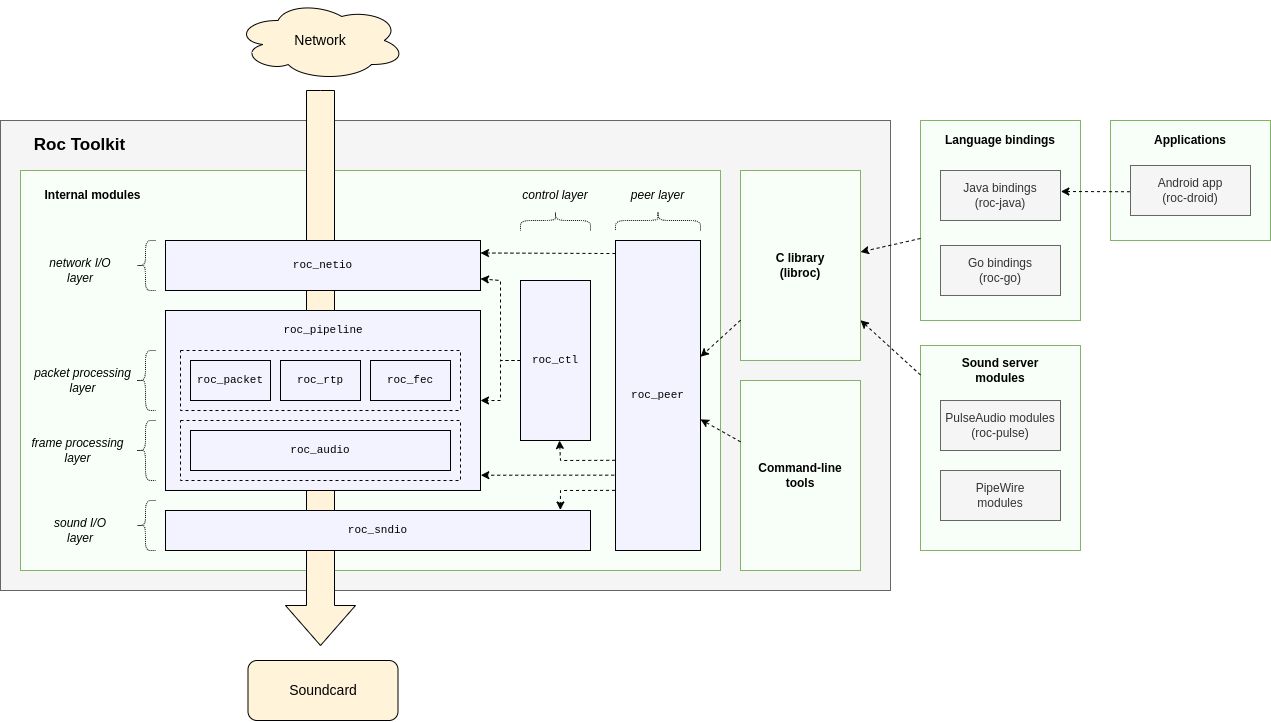 Network
Roc Toolkit
Internal modules
control layer
peer layer
network I/O
layer
roc_netio
roc_pipeline
packet processing
layer
roc_packet
roc_rtp
roc_fec
frame processing
layer
roc_audio
sound I/O
layer
roc_sndio
roc_ctl
roc_peer
C library
(libroc)
Command-line
tools
Language bindings
Java bindings
(roc-java)
Go bindings
(roc-go)
Applications
Android app
(roc-droid)
Sound server
modules
PulseAudio modules
(roc-pulse)
PipeWire
modules
Soundcard